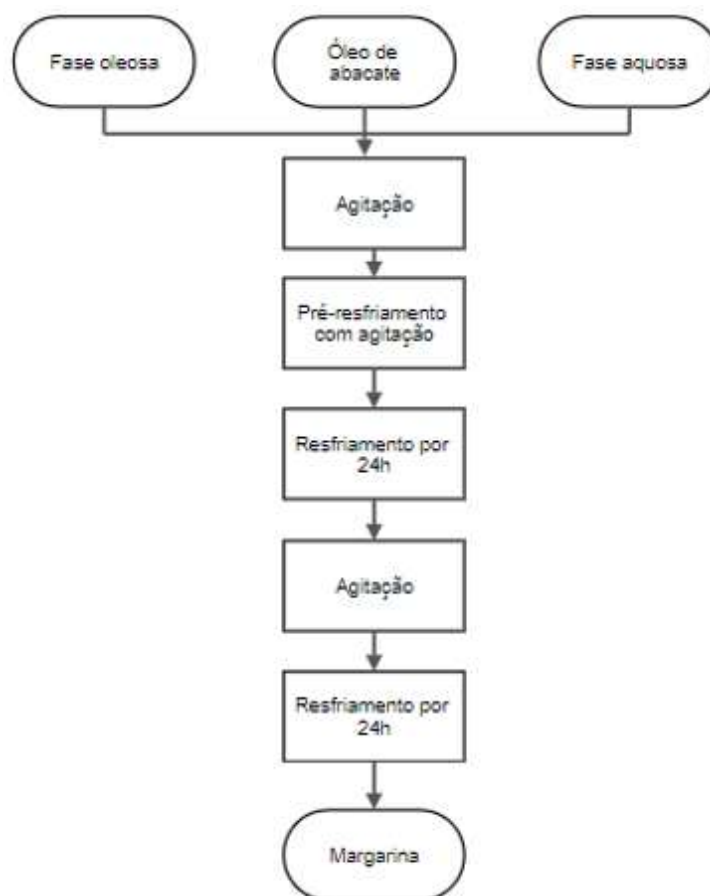 Fase oleosa
Óleo de
abacate
Fase aquosa
Agitação
Pré-resfriamento
com agitação
Resfriamento por
24h
Agitação
Resfriamento por
24h
Margarina